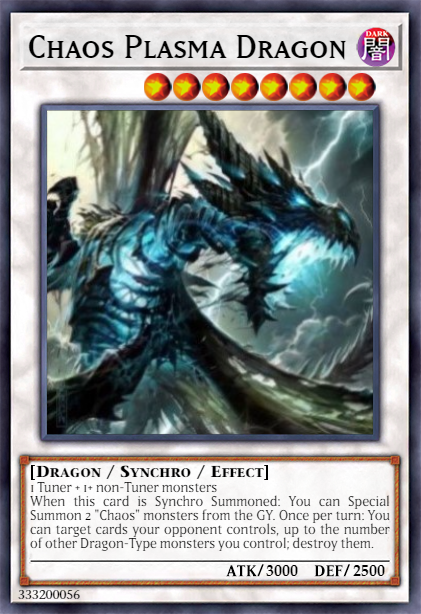 Chaos Plasma Dragon
DARK
闇
[Dragon / Synchro / Effect]
1 Tuner + 1+ non-Tuner monsters
When this card is Synchro Summoned: You can Special
Summon 2 "Chaos" monsters from the GY. Once per turn: You
can target cards your opponent controls, up to the number
of other Dragon-Type monsters you control; destroy them.
ATK/3000 DEF/2500
333200056